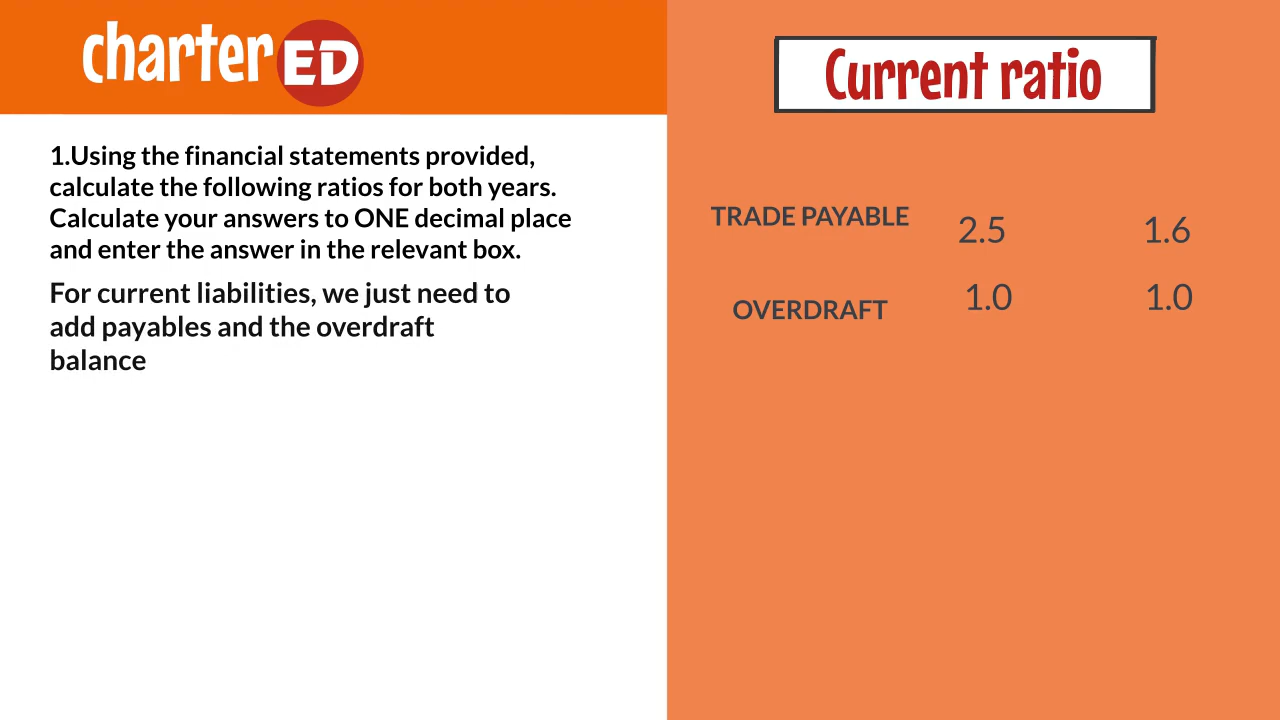 charterED
Current ratio
1.Using the financial statements provided,
calculate the following ratios for both years.
Calculate your answers to ONE decimal place
and enter the answer in the relevant box.
For current liabilities, we just need to
add payables and the overdraft
balance
TRADE PAYABLE 2.5 1.6
OVERDRAFT 1.0 1.0